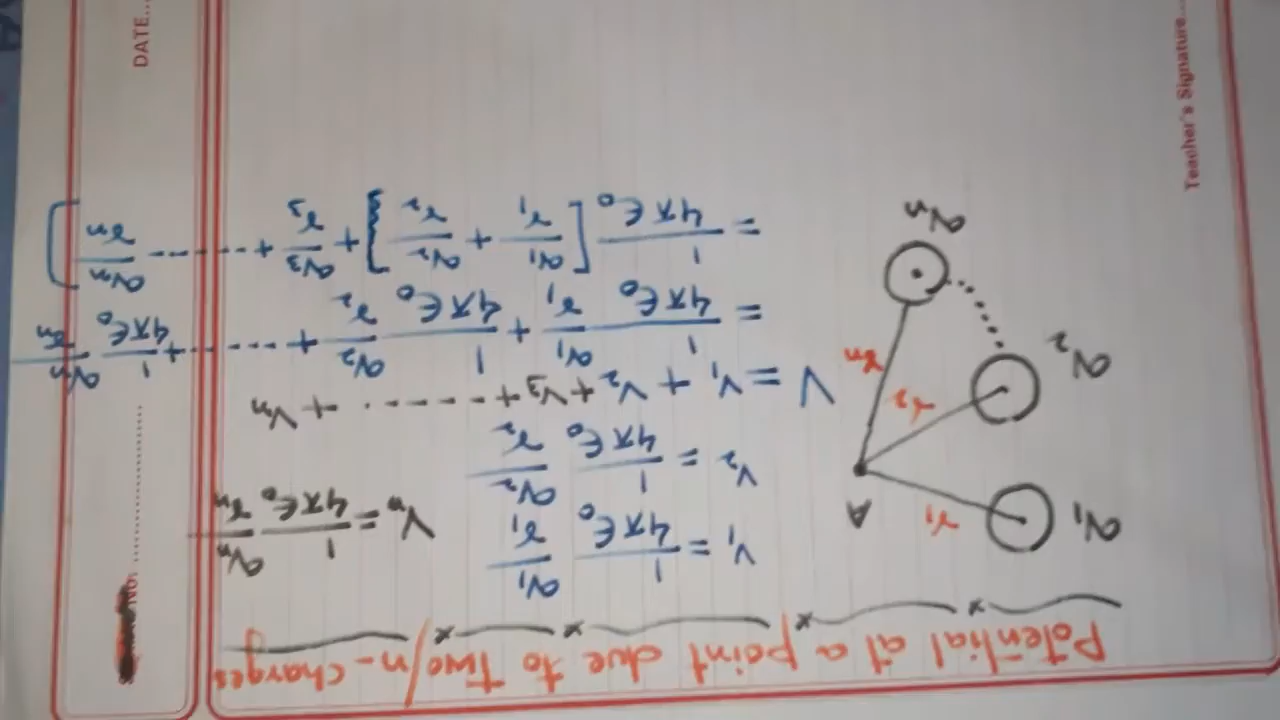 No. ...............
DATE...
Potential at a point due to Two/n-charges
q₁
r₁
A
q₂
r₂
rₙ
qₙ
V₁ = 1/4πϵ₀ q₁/r₁
V₂ = 1/4πϵ₀ q₂/r₂
Vₙ = 1/4πϵ₀ qₙ/rₙ
V = V₁ + V₂ + V₃ + ------- + Vₙ
= 1/4πϵ₀ q₁/r₁ + 1/4πϵ₀ q₂/r₂ + ------ + 1/4πϵ₀ qₙ/rₙ
= 1/4πϵ₀ [q₁/r₁ + q₂/r₂] + q₃/r₃ + ------ qₙ/rₙ]
Teacher's Signature...